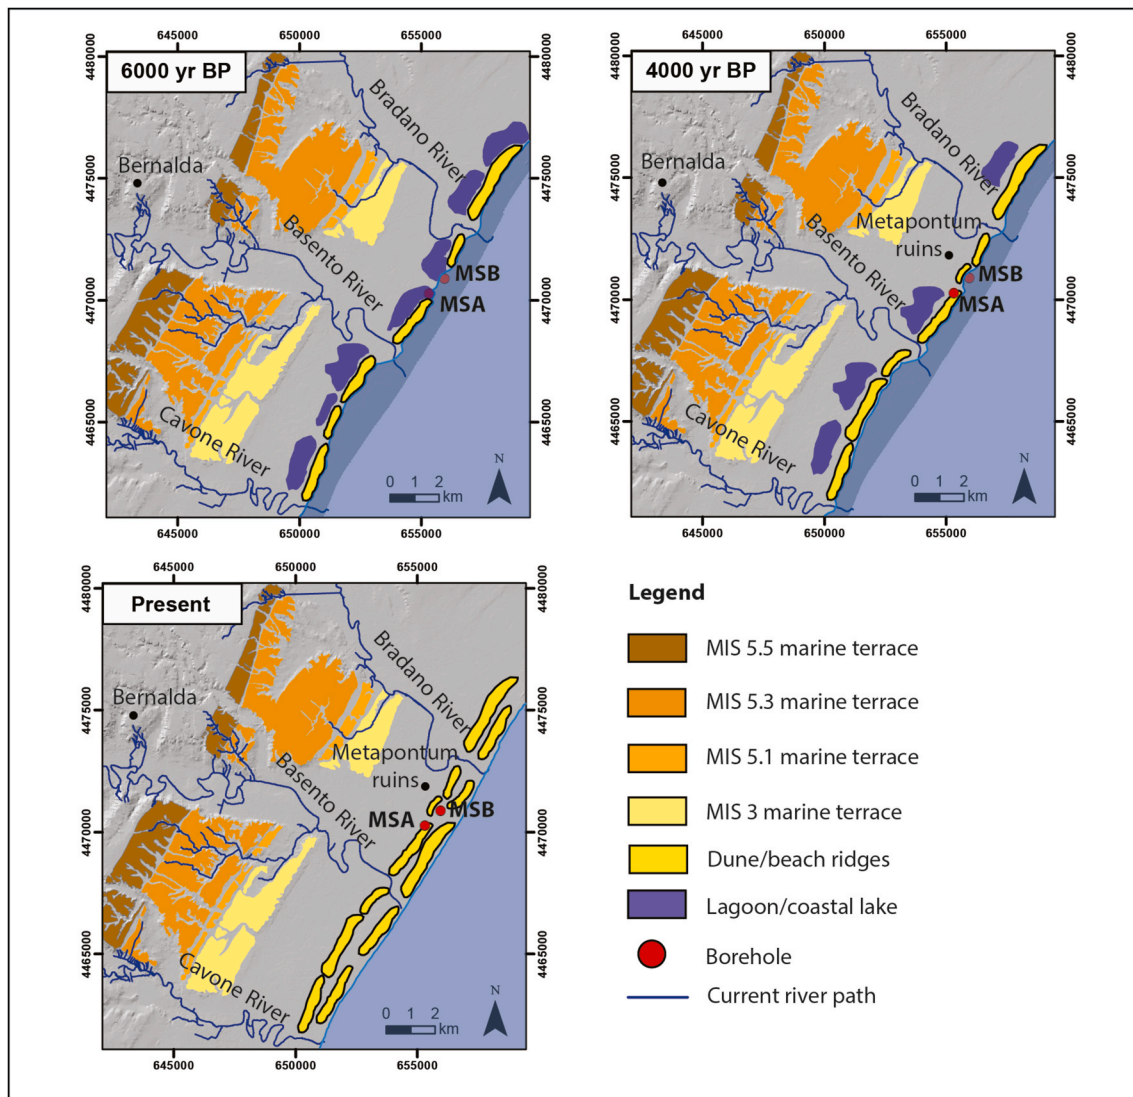 645000 650000 655000
6000 yr BP
4480000
4475000
4470000
4465000
Bradano River
Bernalda
Basento River
MSB
MSA
Cavone River
N
0 1 2
km
4480000
4475000
4470000
4465000
645000 650000 655000
645000 650000 655000
4000 yr BP
4480000
4475000
4470000
4465000
Bradano River
Bernalda
Metapontum
ruins
Basento River
MSB
MSA
Cavone River
N
0 1 2
km
4480000
4475000
4470000
4465000
645000 650000 655000
645000 650000 655000
Present
4480000
4475000
4470000
4465000
Bradano River
Bernalda
Metapontum
ruins
Basento River
MSA
MSB
Cavone River
N
0 1 2
km
4480000
4475000
4470000
4465000
645000 650000 655000
Legend
MIS 5.5 marine terrace
MIS 5.3 marine terrace
MIS 5.1 marine terrace
MIS 3 marine terrace
Dune/beach ridges
Lagoon/coastal lake
Borehole
Current river path